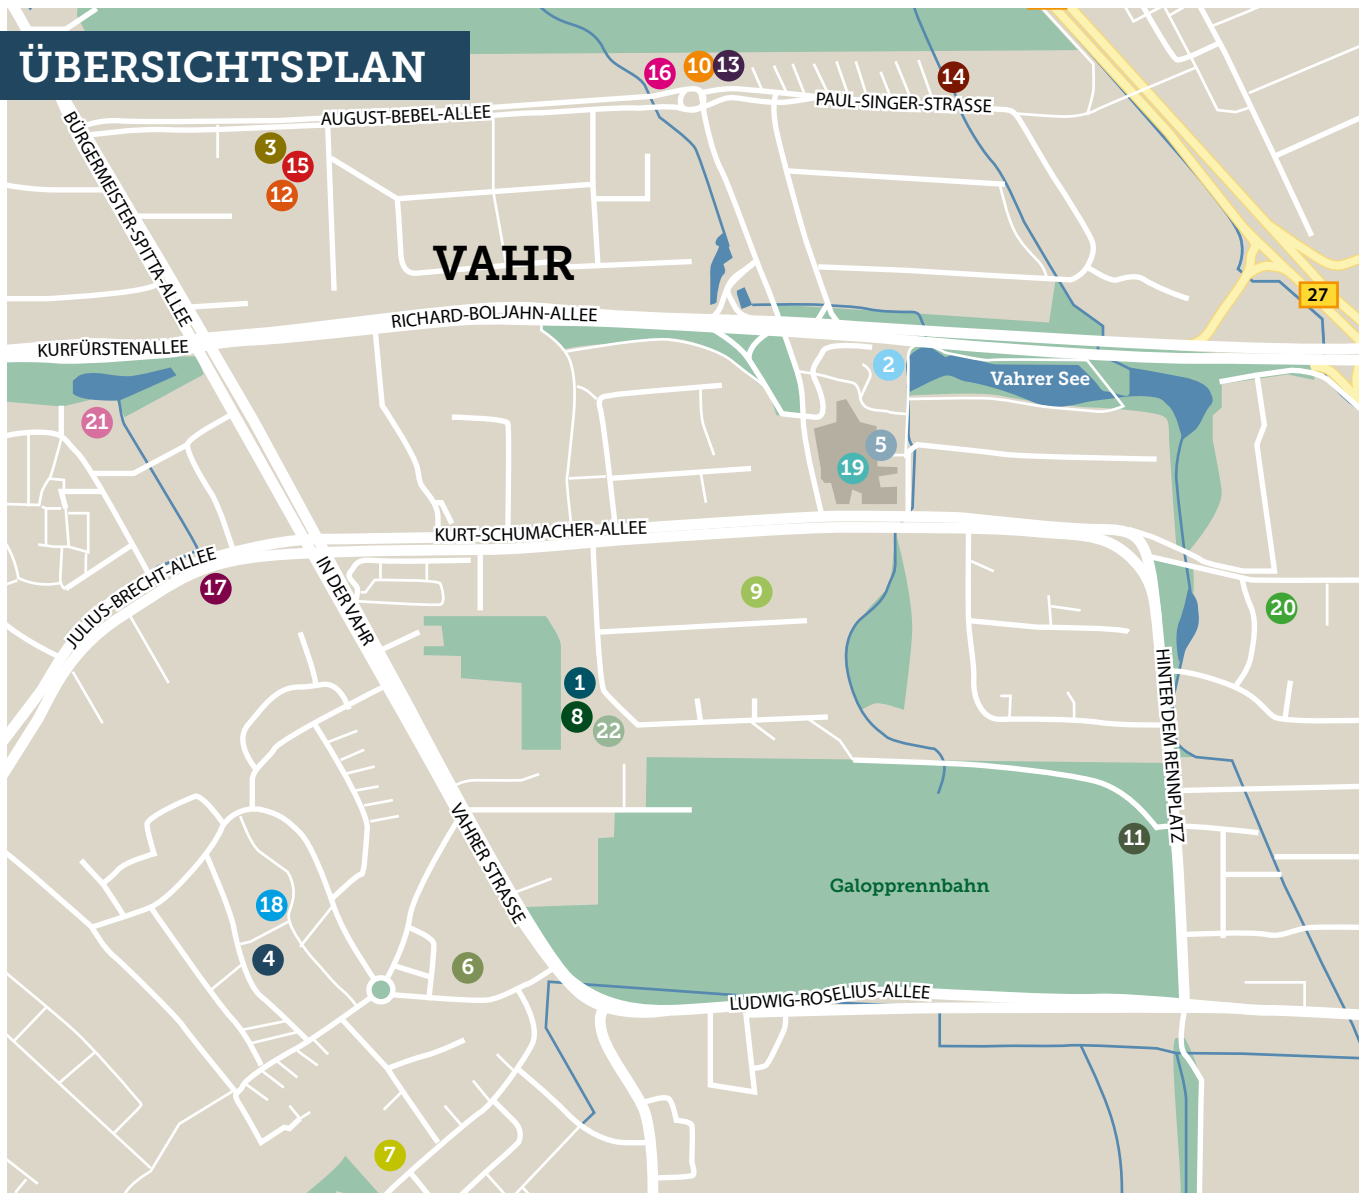 ÜBERSICHTSPLAN
16
10
13
14
PAUL-SINGER-STRASSE
AUGUST-BEBEL-ALLEE
BÜRGERMEISTER-SPITTA-ALLEE
3
15
12
VAHR
27
RICHARD-BOLJAHN-ALLEE
KURFÜRSTENALLEE
2
Vahrer See
21
5
19
KURT-SCHUMACHER-ALLEE
JULIUS-BRECHT-ALLEE
IN DER VAHR
17
9
20
HINTER DEM RENNPLATZ
1
8
22
VAHRER STRASSE
11
Galopprennbahn
18
4
6
LUDWIG-ROSELIUS-ALLEE
7